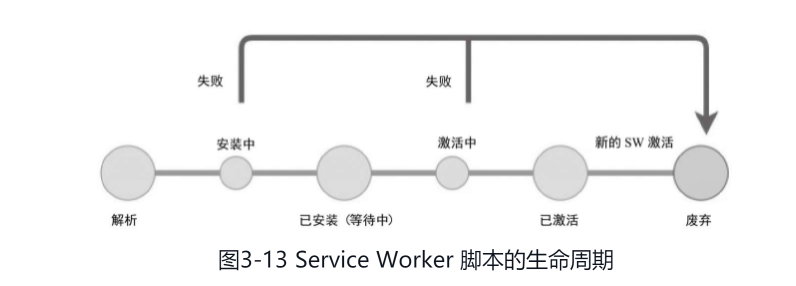 失败
失败
安装中
激活中
新的 SW 激活
解析
已安装（等待中）
已激活
废弃
图3-13 Service Worker 脚本的生命周期